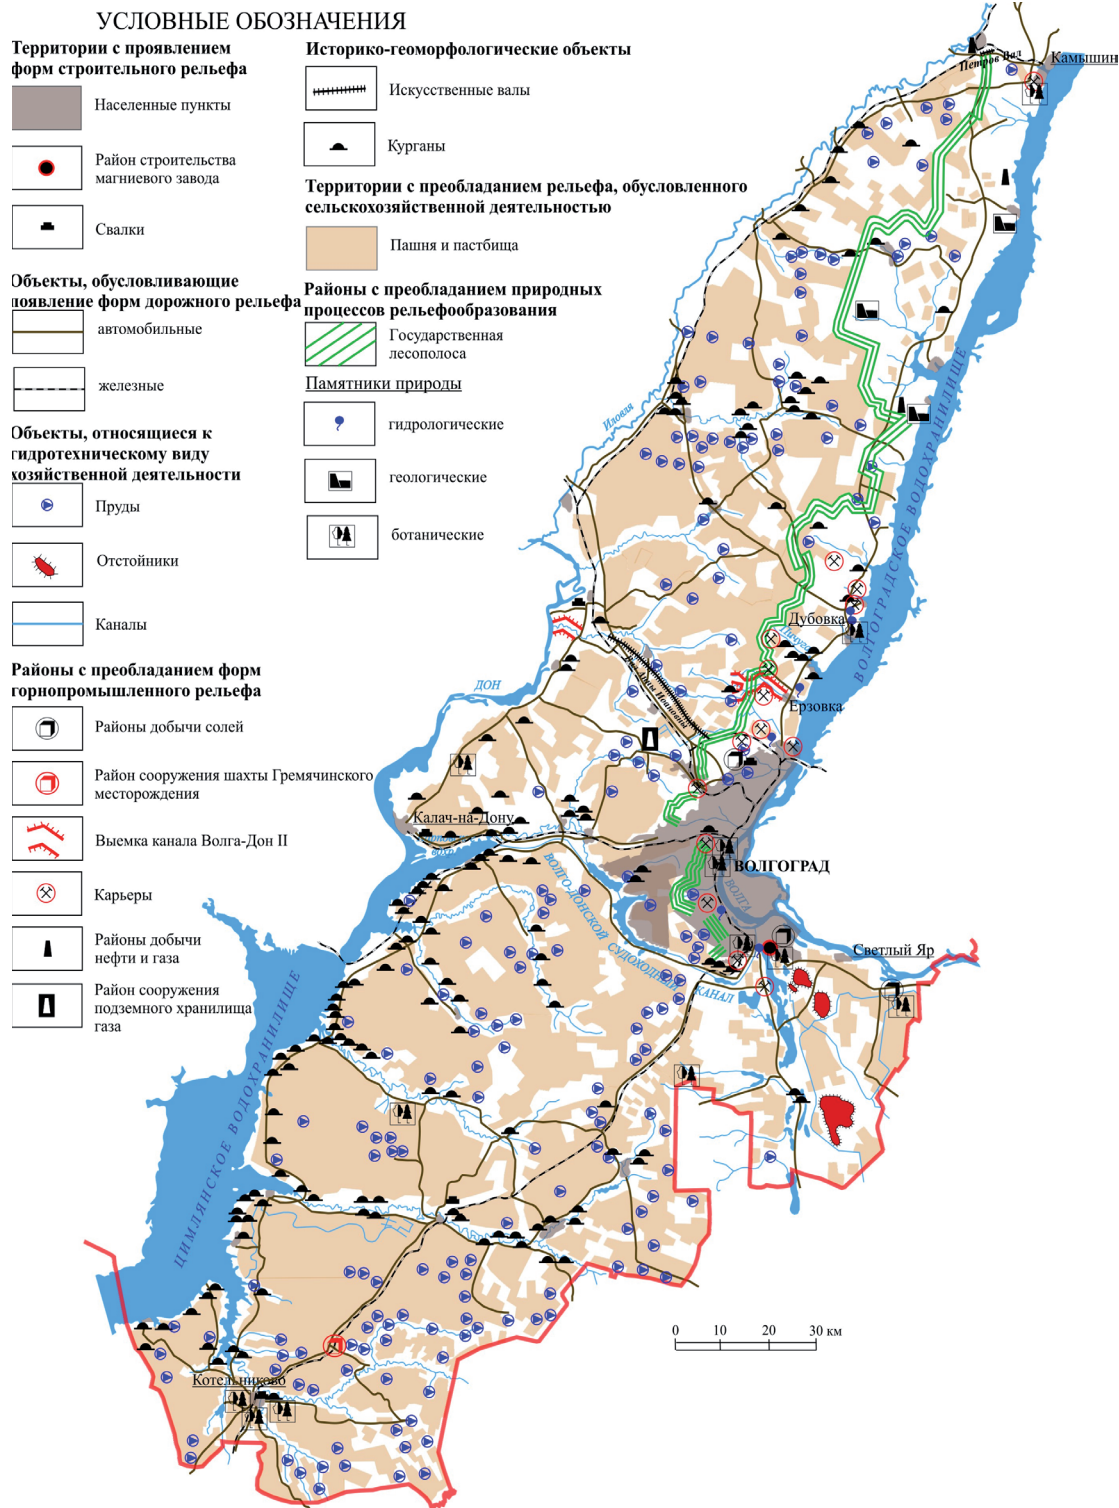 УСЛОВНЫЕ ОБОЗНАЧЕНИЯ
Территории с проявлением
форм строительного рельефа
Населенные пункты
Район строительства
магниевого завода
Свалки
Объекты, обусловливающие
появление форм дорожного рельефа
автомобильные
железные
Объекты, относящиеся к
гидротехническому виду
хозяйственной деятельности
Пруды
Отстойники
Каналы
Районы с преобладанием форм
горнопромышленного рельефа
Районы добычи солей
Район сооружения шахты Гремячинского
месторождения
Выемка канала Волга-Дон II
Карьеры
Районы добычи
нефти и газа
Район сооружения
подземного хранилища
газа
Историко-геоморфологические объекты
Искусственные валы
Курганы
Территории с преобладанием рельефа, обусловленного
сельскохозяйственной деятельностью
Пашня и пастбища
Районы с преобладанием природных
процессов рельефообразования
Государственная
лесополоса
Памятники природы
гидрологические
геологические
ботанические
Петров Вал
Камышин
Иловля
ВОЛГОГРАДСКОЕ ВОДОХРАНИЛИЩЕ
Дубовка
Пичуга
Вал Анны Иоановны
ДОН
Ерзовка
Калач-на-Дону
ВОЛГОГРАД
ВОЛГА
ВОЛГО-ДОНСКОЙ СУДОХОДНЫЙ КАНАЛ
Светлый Яр
ЦИМЛЯНСКОЕ ВОДОХРАНИЛИЩЕ
Котельниково
0 10 20 30 км